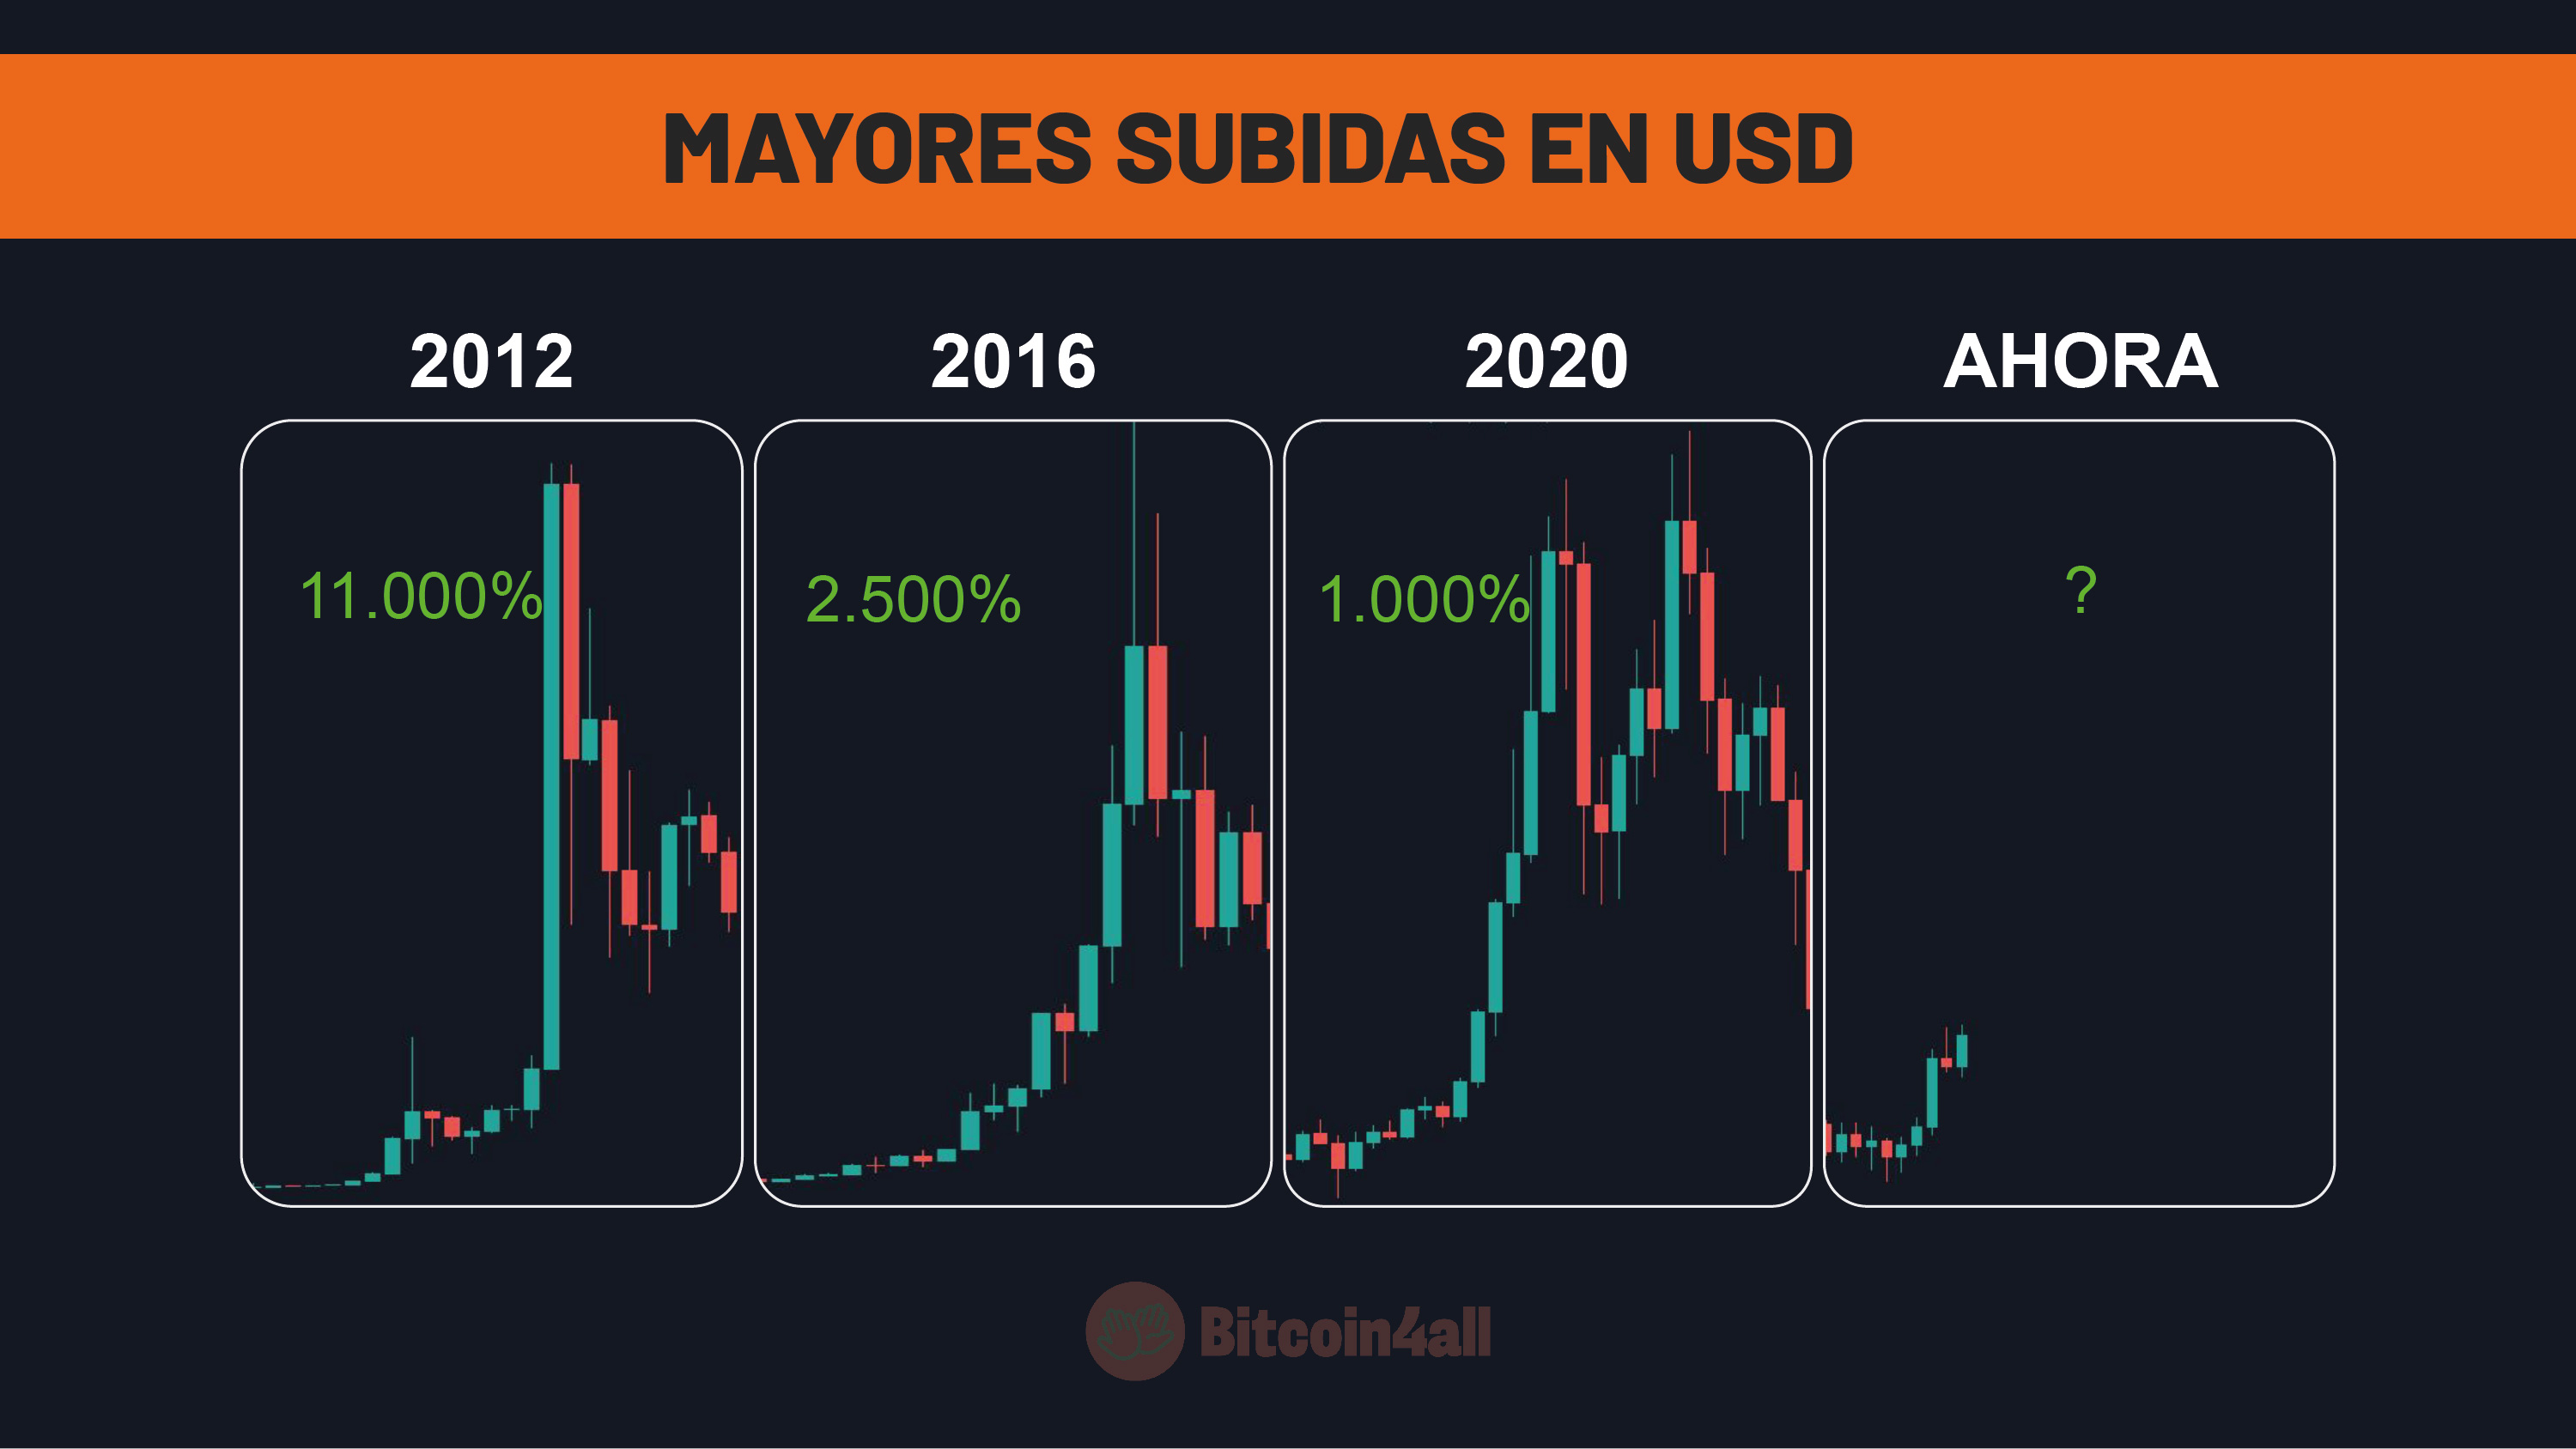 MAYORES SUBIDAS EN USD
2012
2016
2020
AHORA
11.000%
2.500%
1.000%
?
Bitcoin4all